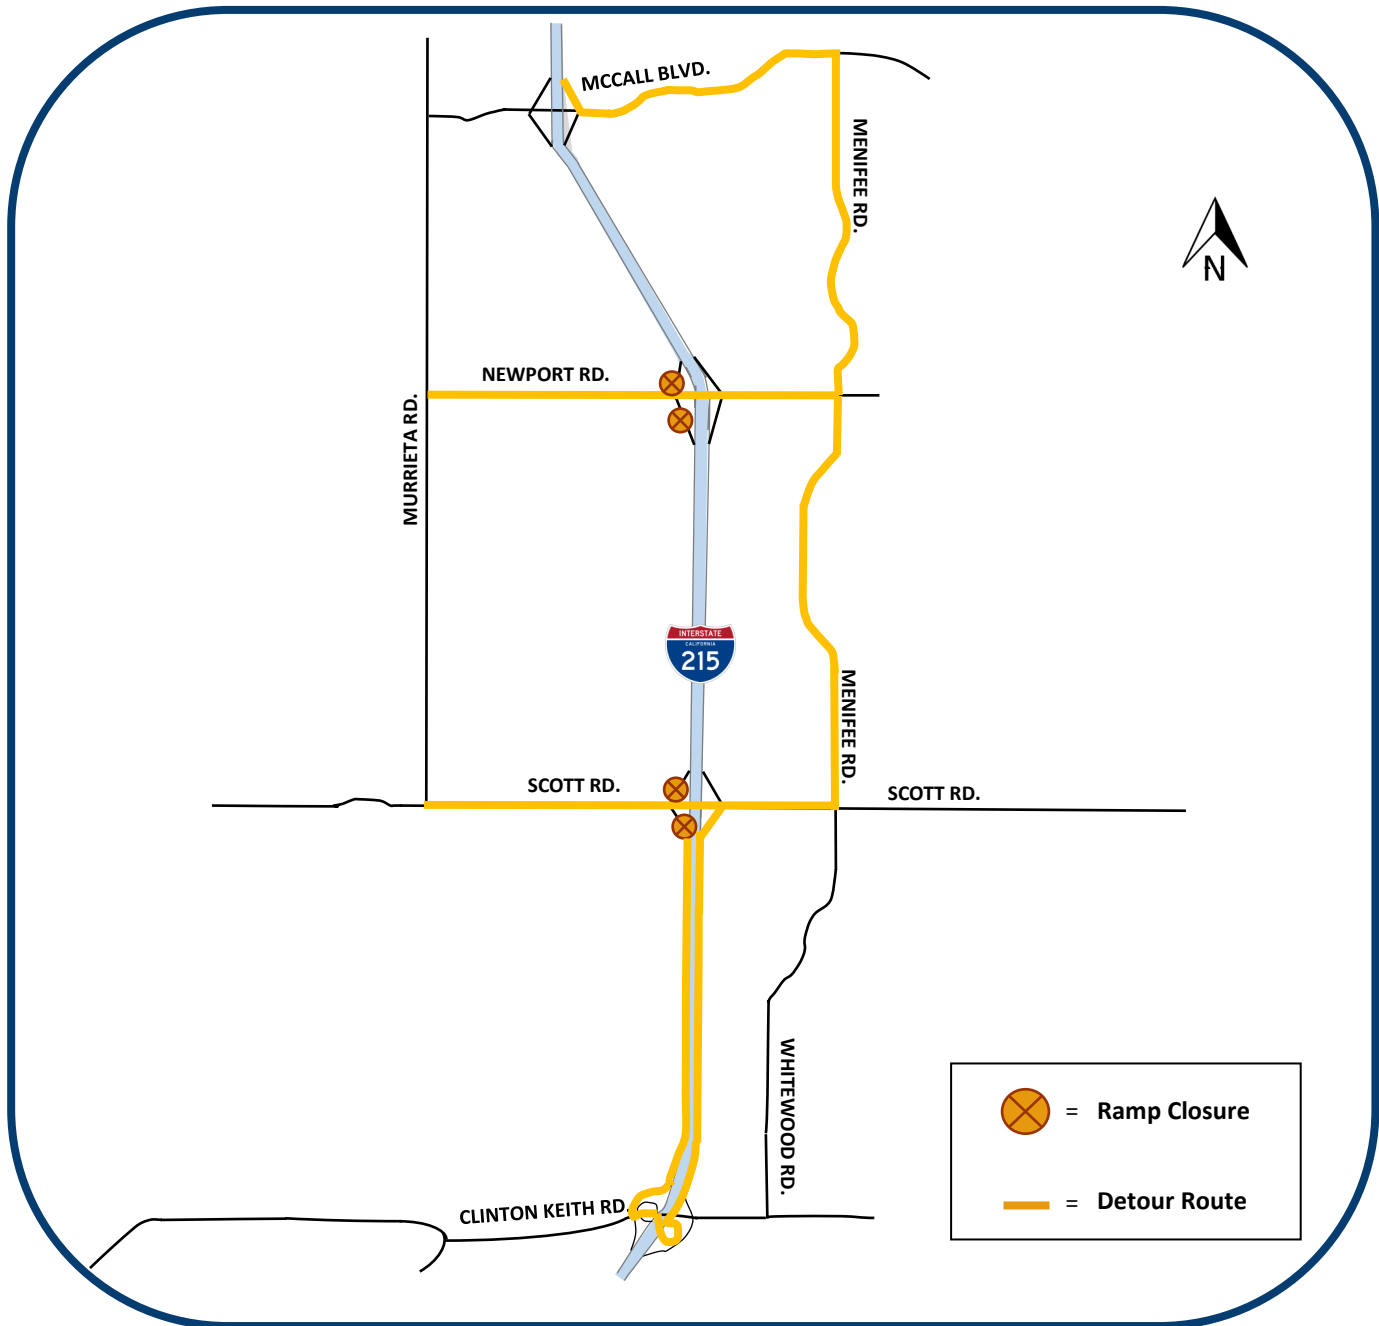 MCCALL BLVD.
MENIFEE RD.
N
NEWPORT RD.
MURRIETA RD.
INTERSTATE
CALIFORNIA
215
MENIFEE RD.
SCOTT RD.
SCOTT RD.
WHITEWOOD RD.
= Ramp Closure
= Detour Route
CLINTON KEITH RD.